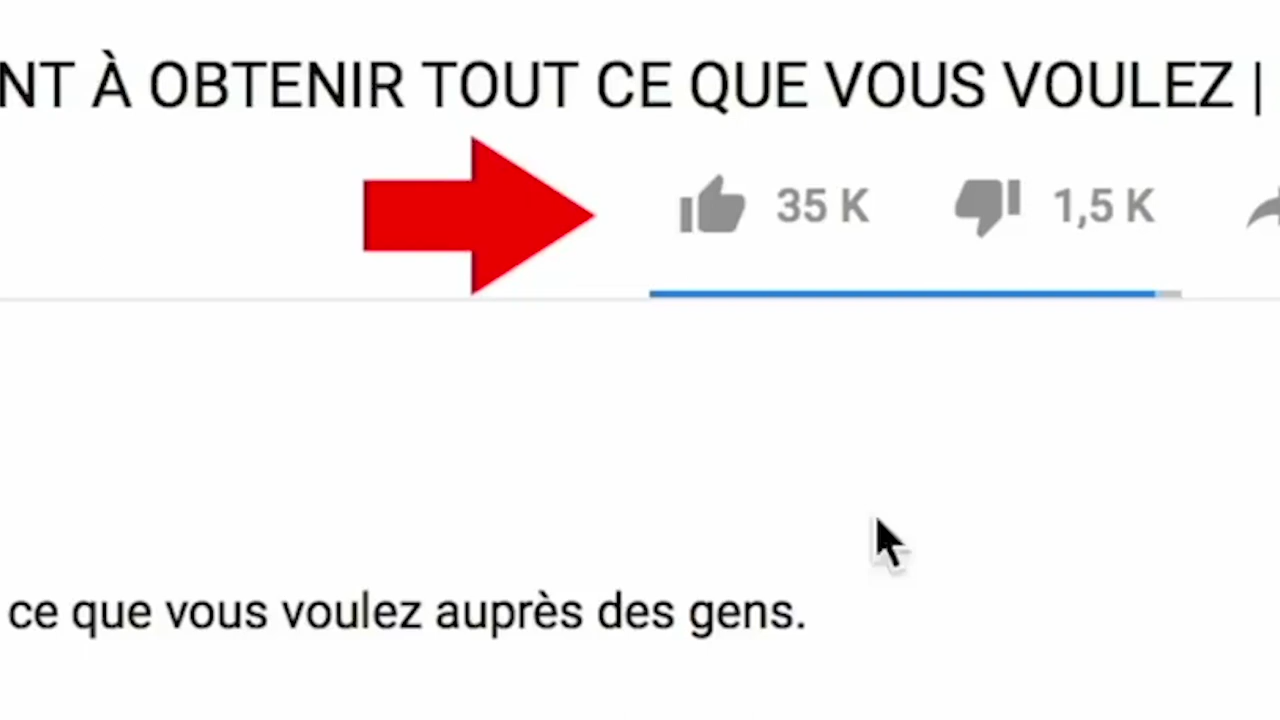 NT À OBTENIR TOUT CE QUE VOUS VOULEZ |
35 K 1,5 K
ce que vous voulez auprès des gens.